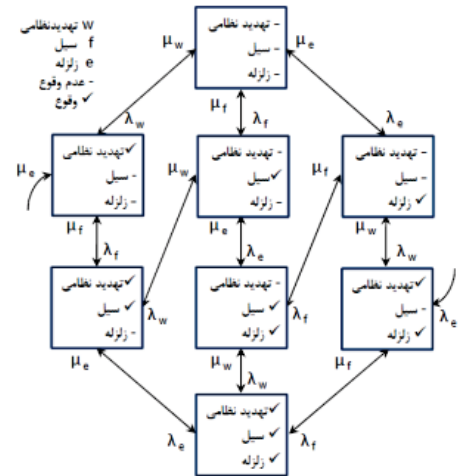 w تهدیدنظامی
f سیل
e زلزله
- عدم وقوع
✓ وقوع
- تهدید نظامی
- سیل
- زلزله
μw
μe
μf
λw
λf
λe
✓ تهدید نظامی
- سیل
- زلزله
- تهدید نظامی
✓ سیل
- زلزله
- تهدید نظامی
- سیل
✓ زلزله
μe
μw
μf
μf
λf
μe
λe
μw
λw
✓ تهدید نظامی
✓ سیل
- زلزله
- تهدید نظامی
✓ سیل
✓ زلزله
✓ تهدید نظامی
- سیل
✓ زلزله
λw
λf
λe
μe
μw
λw
μf
✓ تهدید نظامی
✓ سیل
✓ زلزله
λe
λf